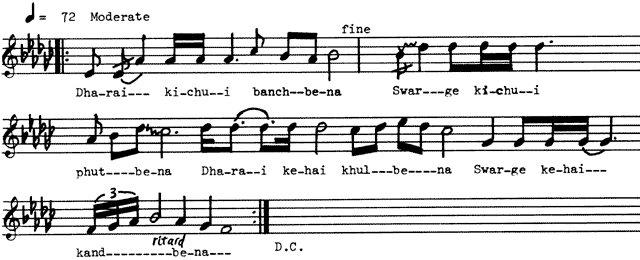 = 72 Moderate
fine
Dha-rai--- ki-chu--i banch--be-na Swar---ge ki-chu--i
phut----be-na Dha-ra--i ke-hai khul--be----na Swar-ge ke-hai---
3
ritard
kand---------be-na--- D.C.